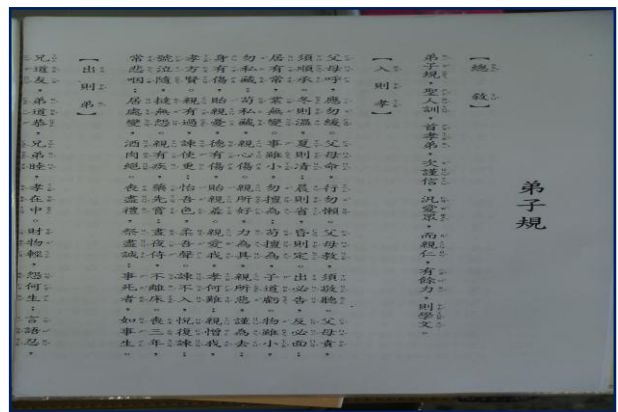 弟子規
【總敘】
弟子規，聖人訓，首孝弟，次謹信，汎愛眾，而親仁，有餘力，則學文。
【入則孝】
父母呼，應勿緩，父母命，行勿懶，父母教，須敬聽，父母責，
須順承。冬則溫，夏則凊，晨則省，昏則定，出必告，反必面，
居有常，業無變。事雖小，勿擅為，苟擅為，子道虧，物雖小，
勿私藏，苟私藏，親心傷。親所好，力為具，親所惡，謹為去；
身有傷，貽親憂，德有傷，貽親羞。親愛我，孝何難，親憎我，
孝方賢。親有過，諫使更，怡吾色，柔吾聲，諫不入，悅復諫；
號泣隨，撻無怨。親有疾，藥先嘗，晝夜侍，不離床，喪三年，
常悲咽；居處變，酒肉絕，喪盡禮，祭盡誠，事死者，如事生。
【出則弟】
兄道友，弟道恭，兄弟睦，孝在中，財物輕，怨何生；言語忍，